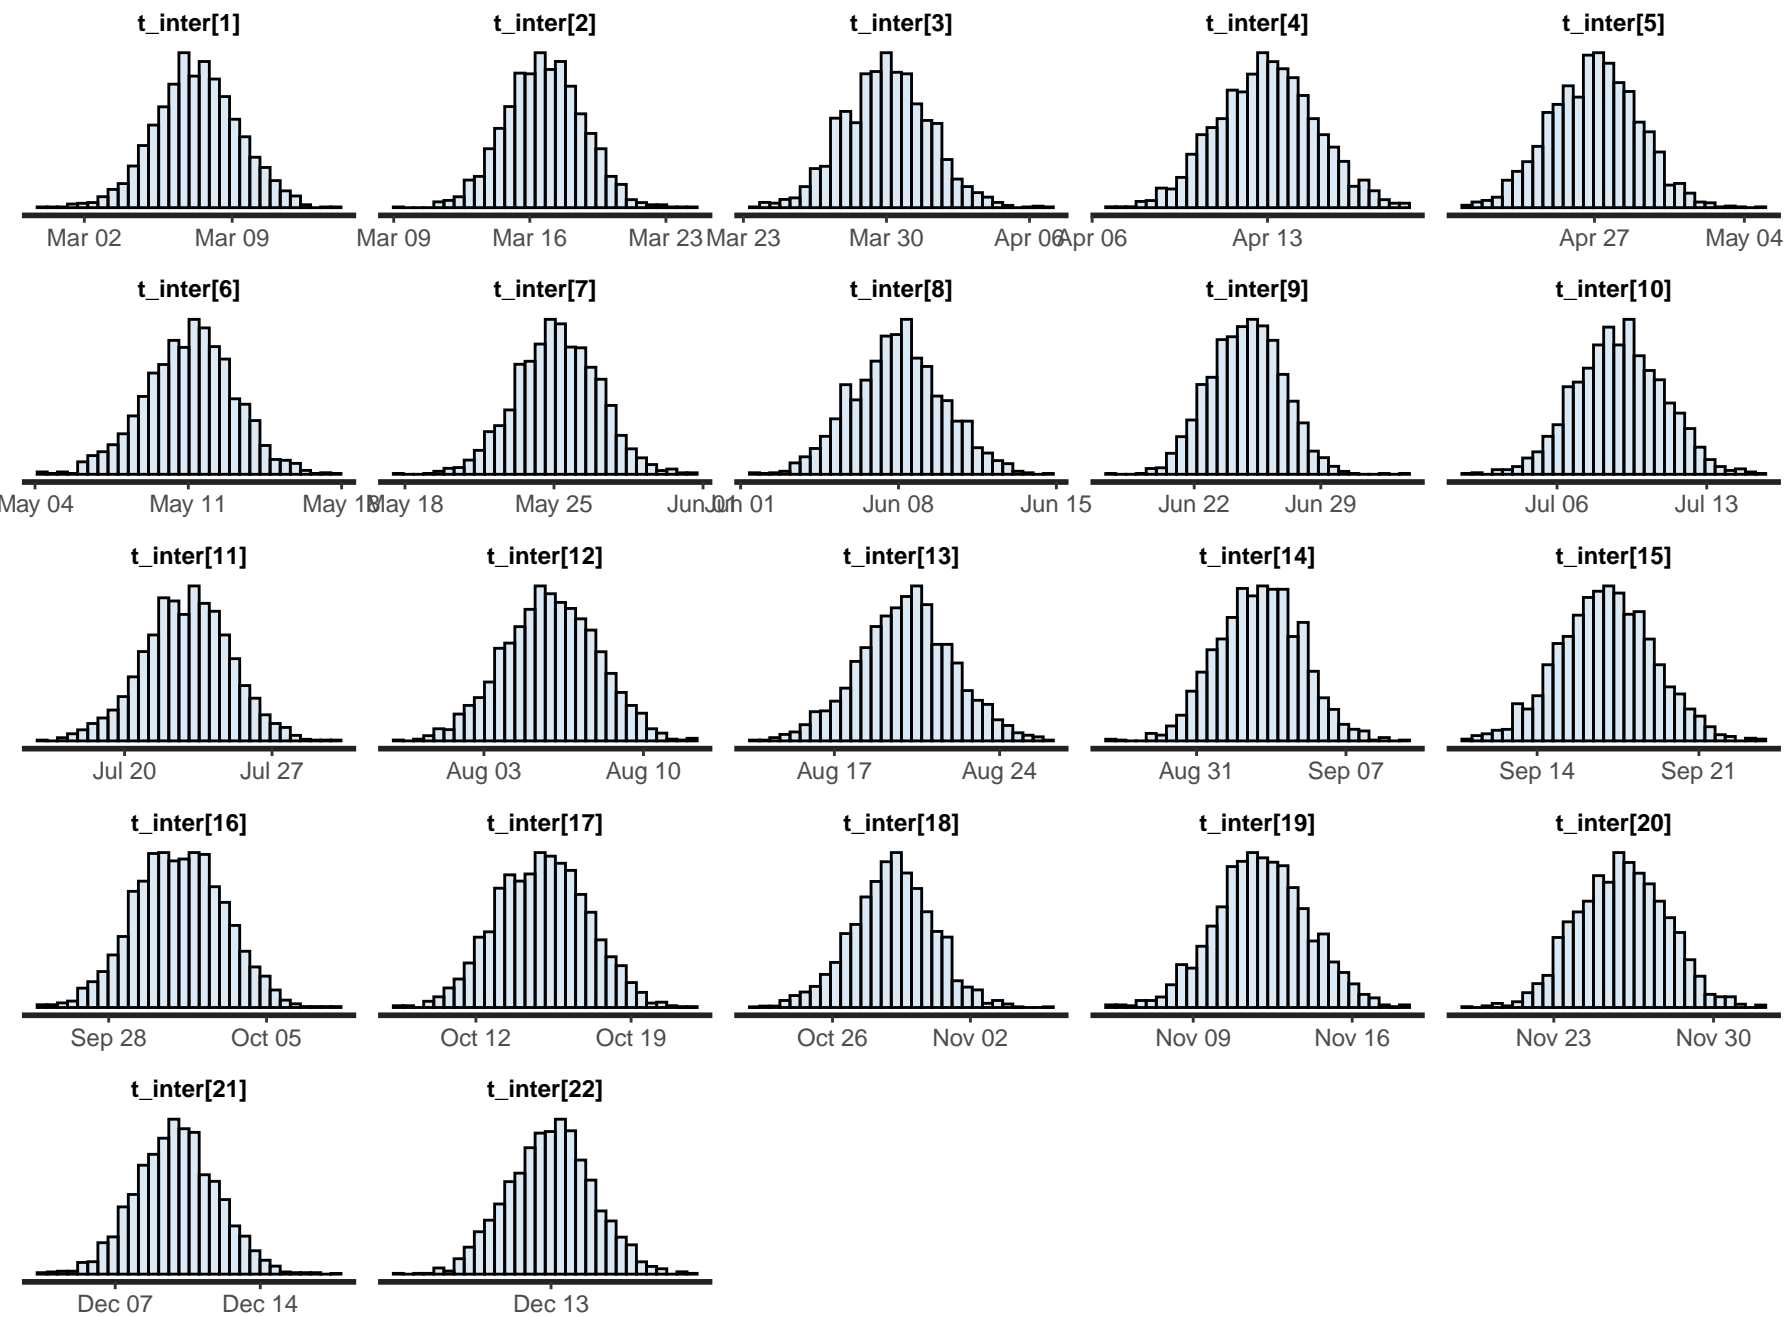 t_inter[1] t_inter[2] t_inter[3] t_inter[4] t_inter[5]
Mar 02 Mar 09 Mar 09 Mar 16 Mar 23 Mar 23 Mar 30 Apr 06 Apr 06 Apr 13 Apr 27 May 04
t_inter[6] t_inter[7] t_inter[8] t_inter[9] t_inter[10]
May 04 May 11 May 18 May 18 May 25 Jun 01 Jun 01 Jun 08 Jun 15 Jun 22 Jun 29 Jul 06 Jul 13
t_inter[11] t_inter[12] t_inter[13] t_inter[14] t_inter[15]
Jul 20 Jul 27 Aug 03 Aug 10 Aug 17 Aug 24 Aug 31 Sep 07 Sep 14 Sep 21
t_inter[16] t_inter[17] t_inter[18] t_inter[19] t_inter[20]
Sep 28 Oct 05 Oct 12 Oct 19 Oct 26 Nov 02 Nov 09 Nov 16 Nov 23 Nov 30
t_inter[21] t_inter[22]
Dec 07 Dec 14 Dec 13